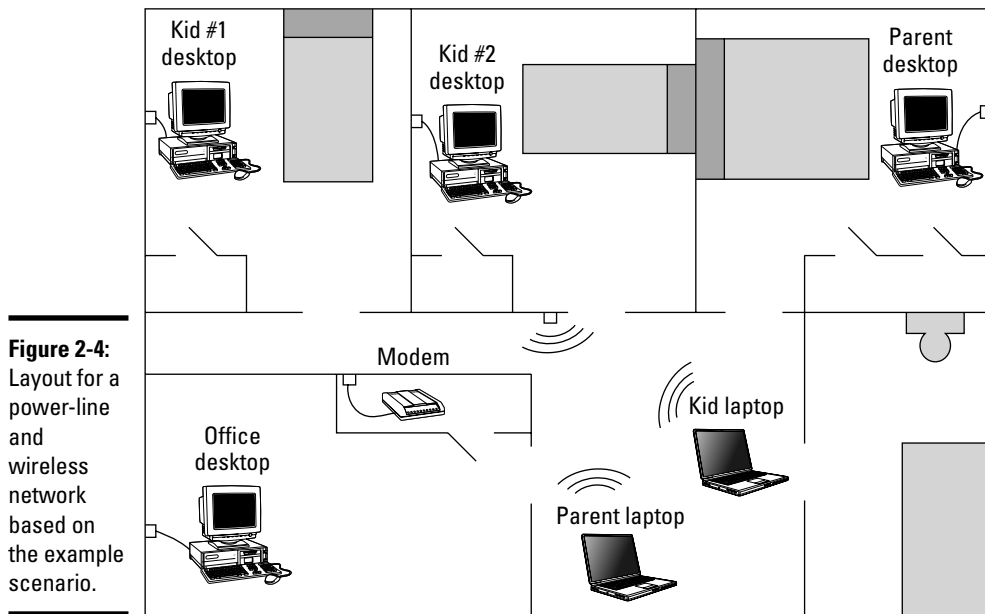 Kid #1
desktop
Kid #2
desktop
Parent
desktop
Modem
Kid laptop
Office
desktop
Parent laptop
Figure 2-4:
Layout for a
power-line
and
wireless
network
based on
the example
scenario.